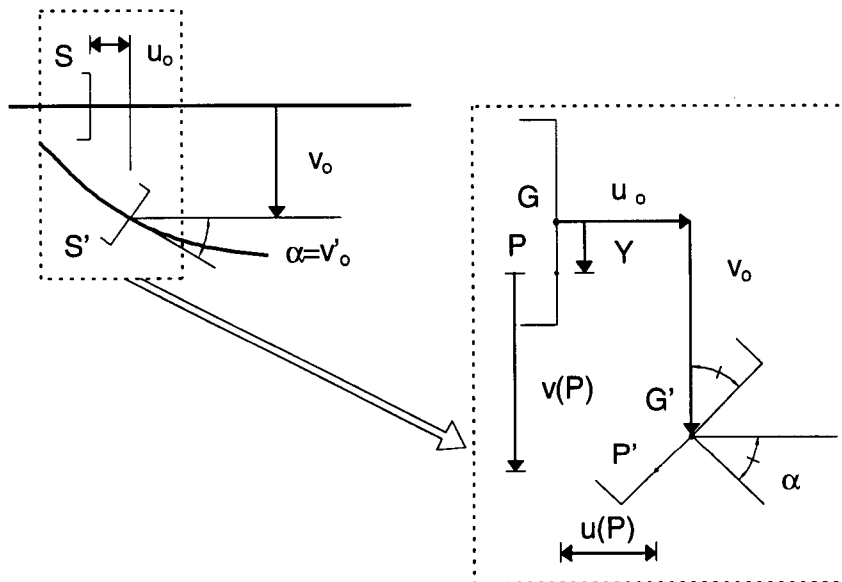 S
u₀
v₀
S'
α=v'₀
G
u₀
P
Y
v₀
v(P)
G'
P'
α
u(P)